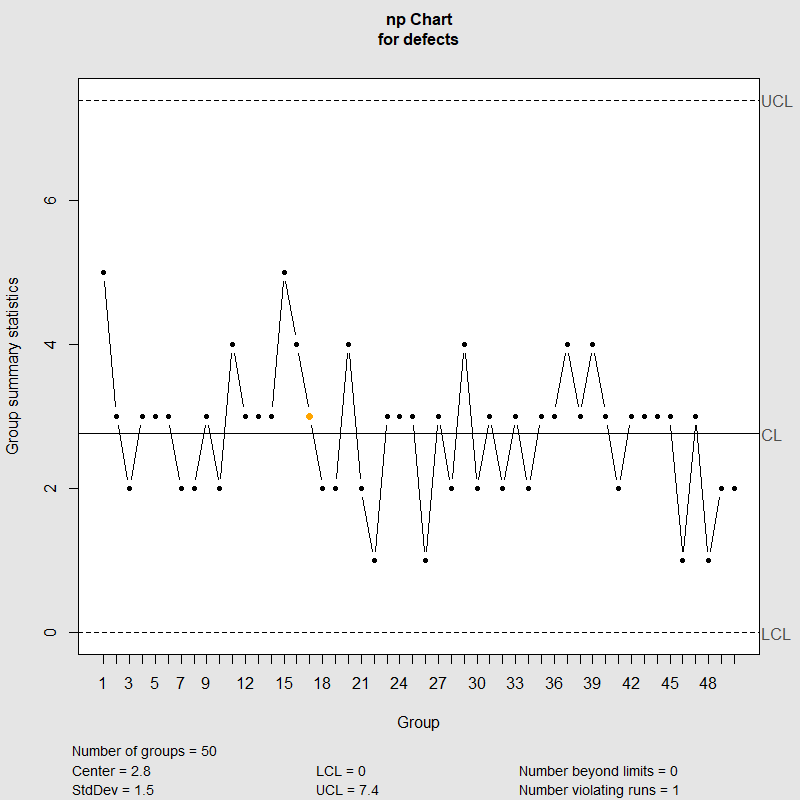 np Chart
for defects
UCL
6
4
CL
2
0
LCL
Group summary statistics
1 3 5 7 9 12 15 18 21 24 27 30 33 36 39 42 45 48
Group
Number of groups = 50
Center = 2.8 LCL = 0 Number beyond limits = 0
StdDev = 1.5 UCL = 7.4 Number violating runs = 1